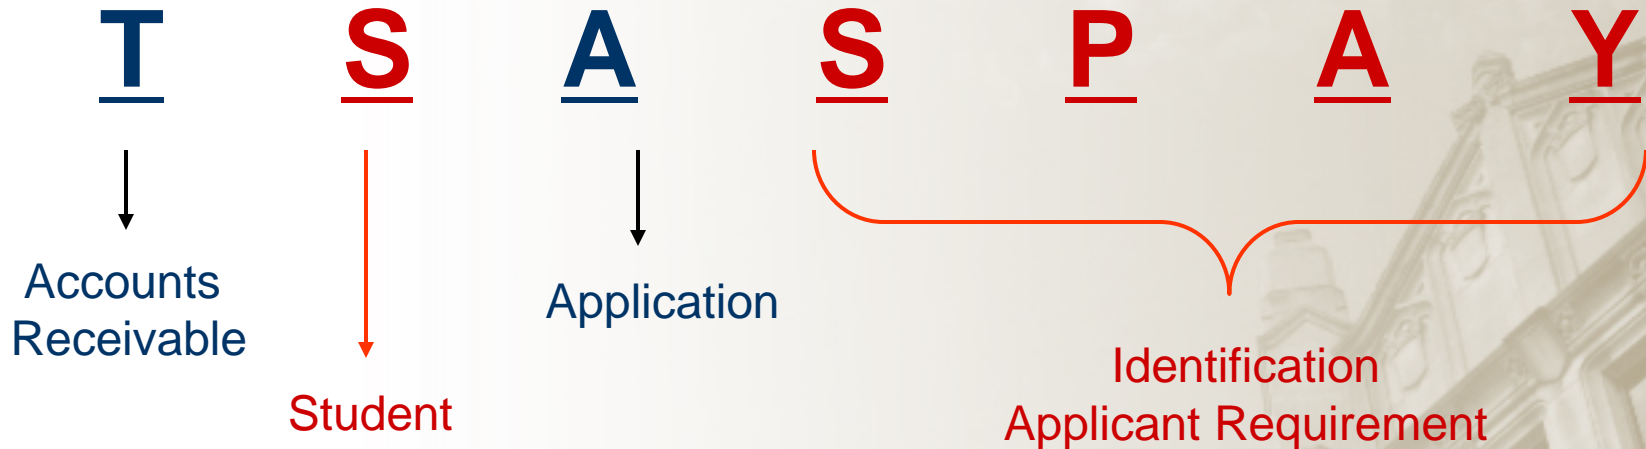 T S A S P A Y
Accounts
Receivable
Student
Application
Identification
Applicant Requirement